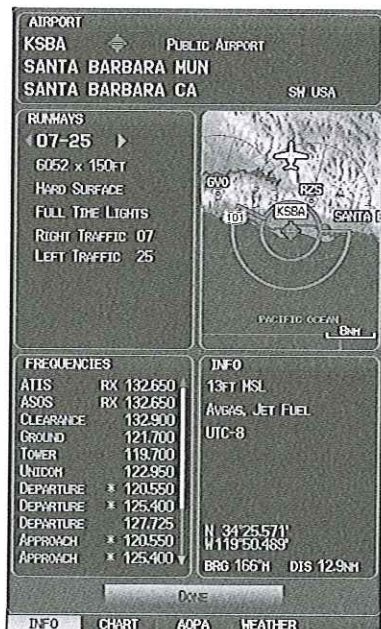 AIRPORT
KSBA PUBLIC AIRPORT
SANTA BARBARA MUN
SANTA BARBARA CA SW USA
RUNWAYS
07-25
6052 x 150FT
HARD SURFACE
FULL TIME LIGHTS
RIGHT TRAFFIC 07
LEFT TRAFFIC 25
GVO
RZS
101
KSBA
SANTA B
PACIFIC OCEAN
8NM
FREQUENCIES
ATIS RX 132.650
ASOS RX 132.650
CLEARANCE 132.900
GROUND 121.700
TOWER 119.700
UNICOM 122.950
DEPARTURE * 120.550
DEPARTURE * 125.400
DEPARTURE 127.725
APPROACH * 120.550
APPROACH * 125.400
INFO
13FT MSL
AVGAS, JET FUEL
UTC-8
N 34°25.571'
W119°50.489'
BRG 166°M DIS 12.9NM
DONE
INFO CHART AOPA WEATHER